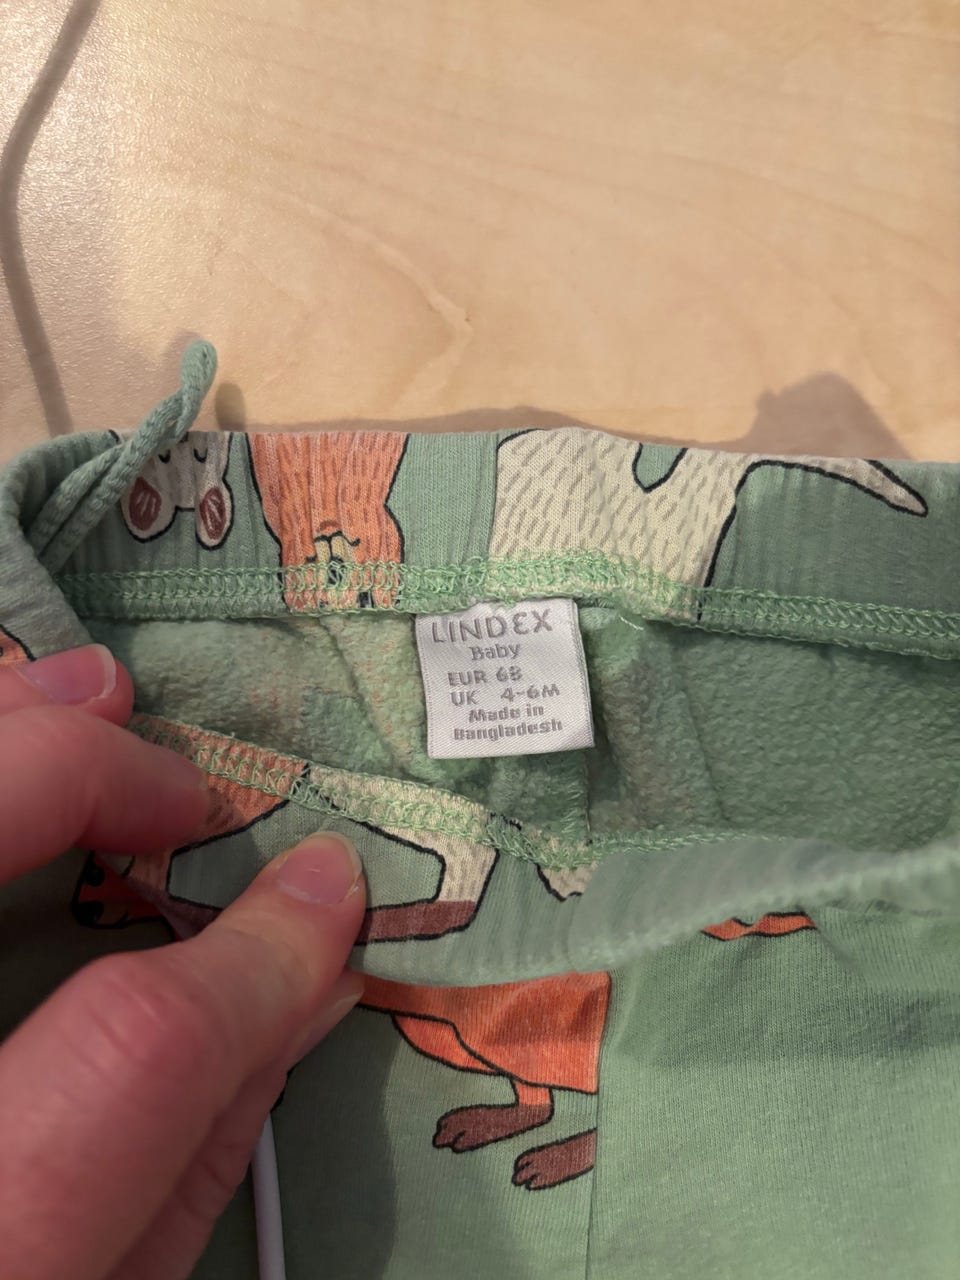 LINDEX
Baby
EUR 68
UK 4-6M
Made in
Bangladesh